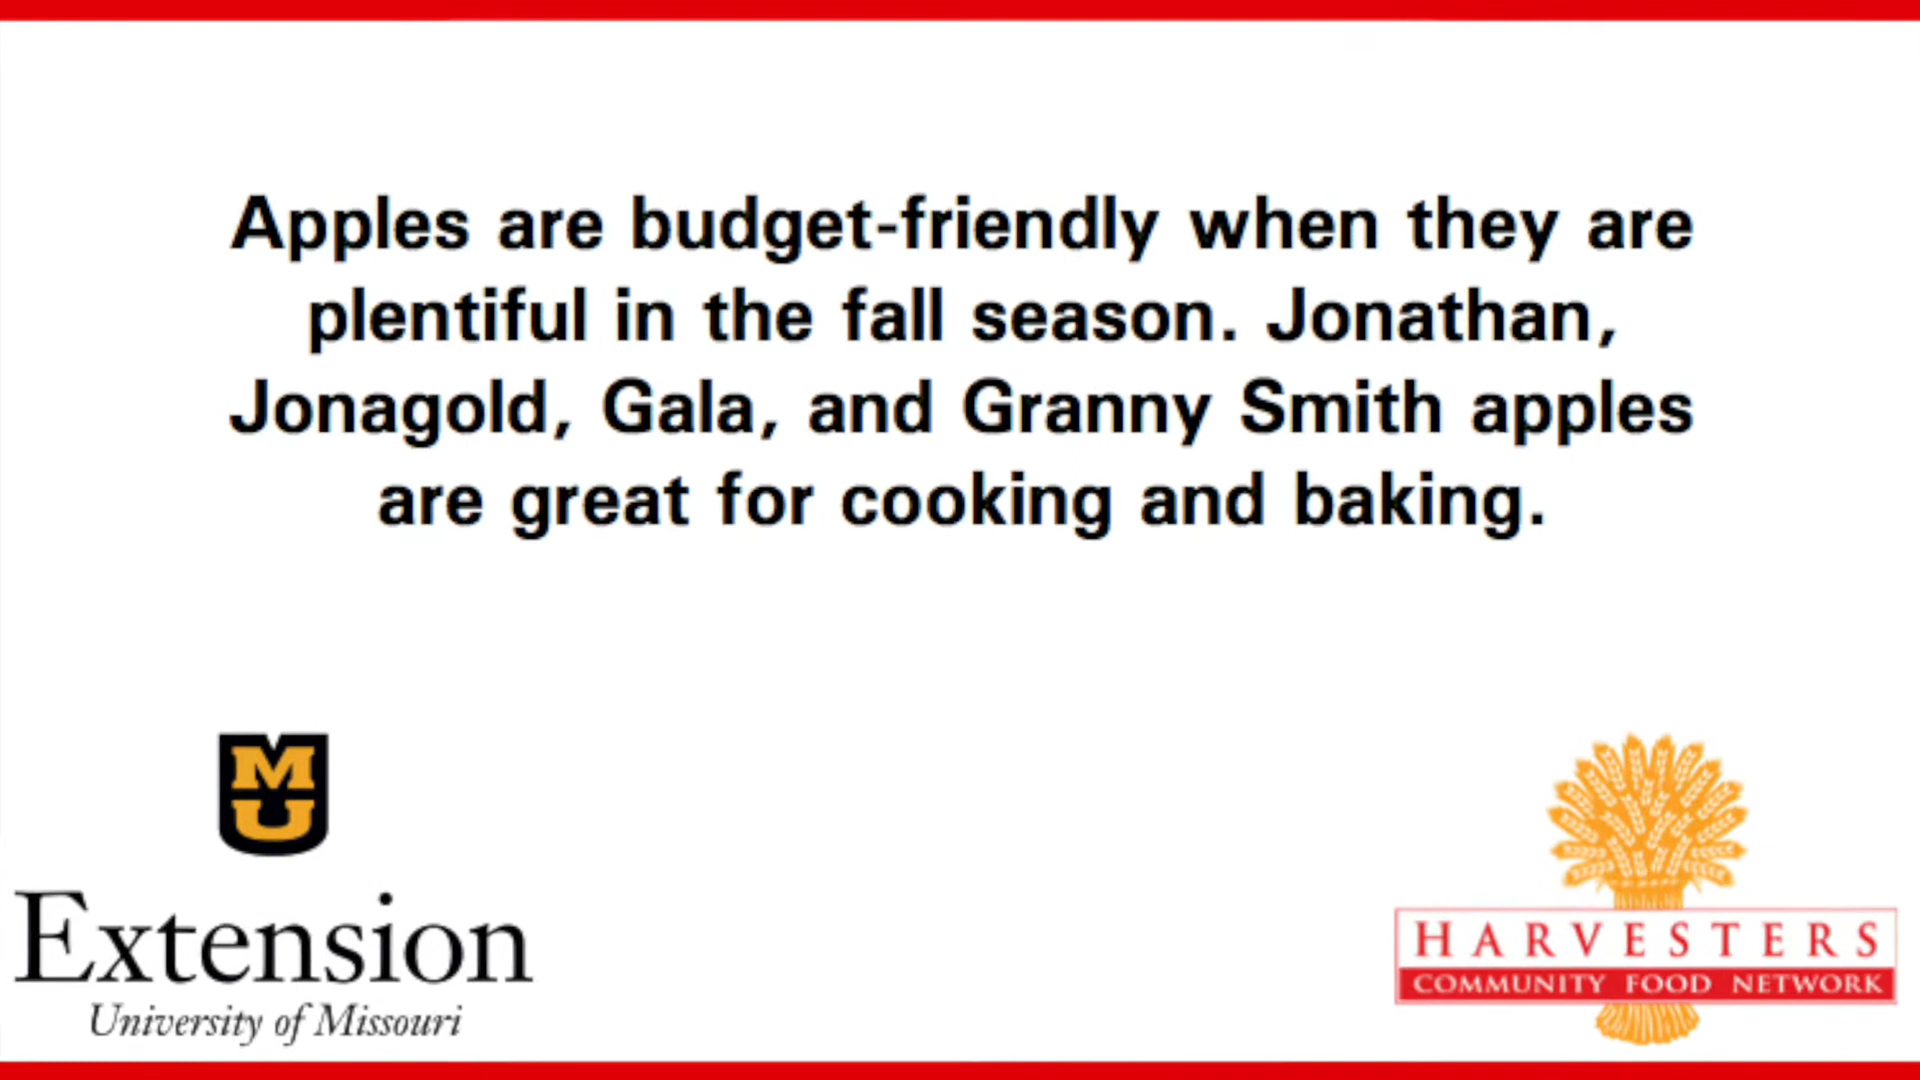 Apples are budget-friendly when they are
plentiful in the fall season. Jonathan,
Jonagold, Gala, and Granny Smith apples
are great for cooking and baking.
MU
Extension
University of Missouri
HARVESTERS
COMMUNITY FOOD NETWORK